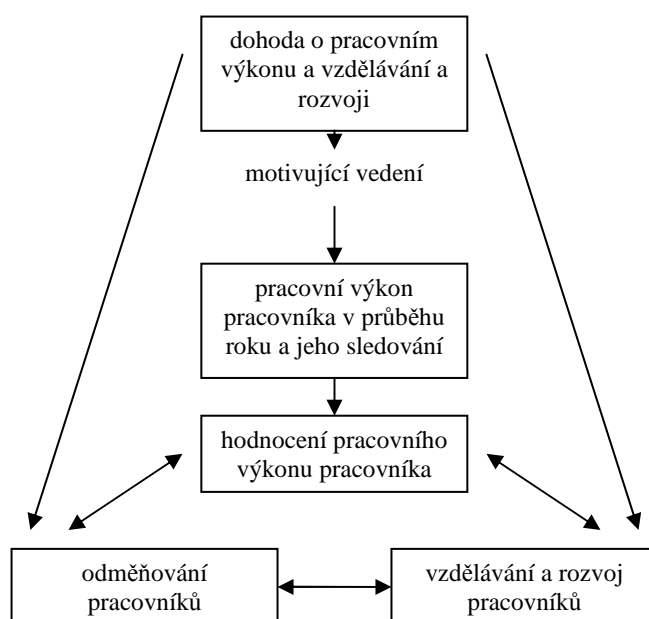 dohoda o pracovním
výkonu a vzdělávání a
rozvoji
motivující vedení
pracovní výkon
pracovníka v průběhu
roku a jeho sledování
hodnocení pracovního
výkonu pracovníka
odměňování
pracovníků
vzdělávání a rozvoj
pracovníků